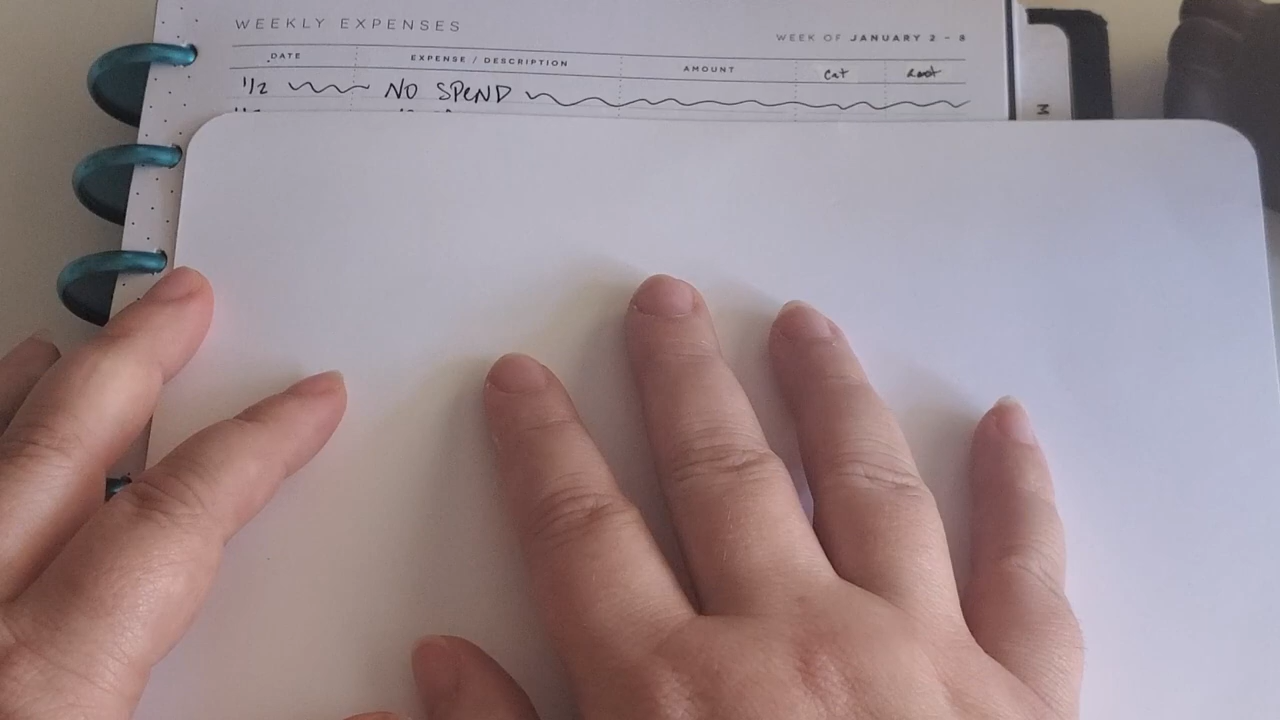 WEEKLY EXPENSES
WEEK OF JANUARY 2 - 8
DATE EXPENSE / DESCRIPTION AMOUNT cat acct
1/2 NO SPEND
M